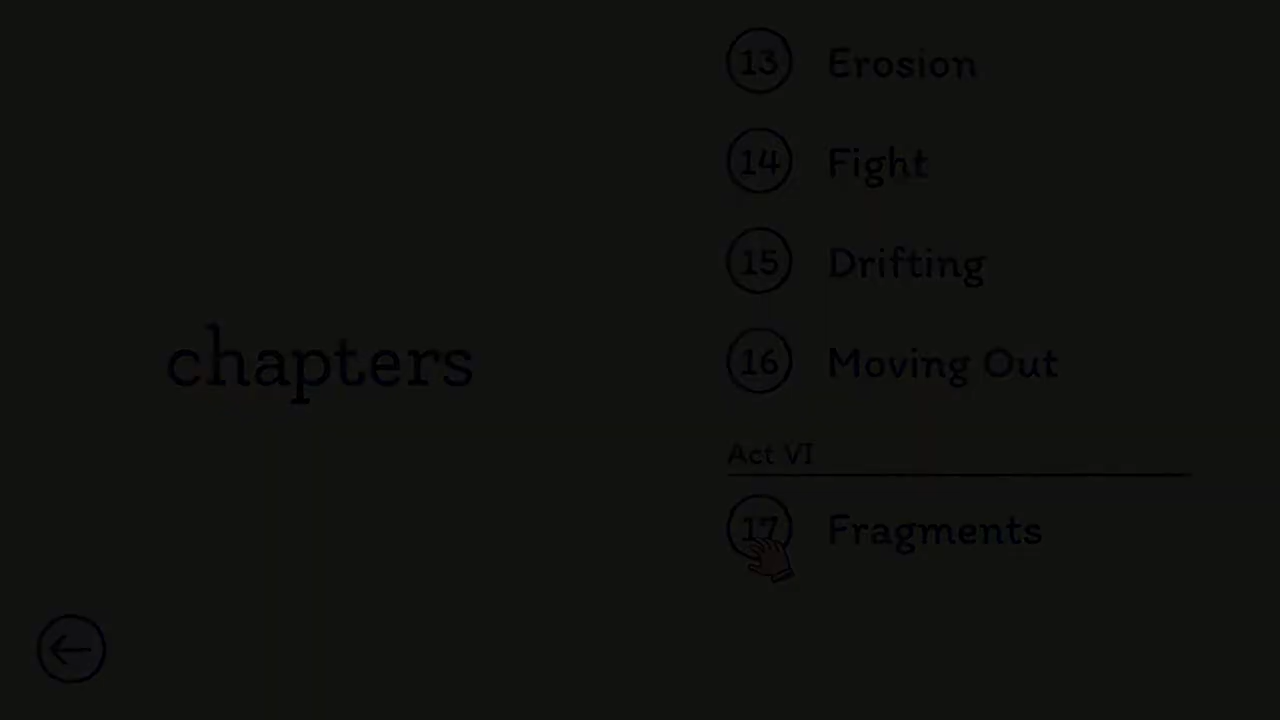 chapters
13 Erosion
14 Fight
15 Drifting
16 Moving Out
Act VI
17 Fragments